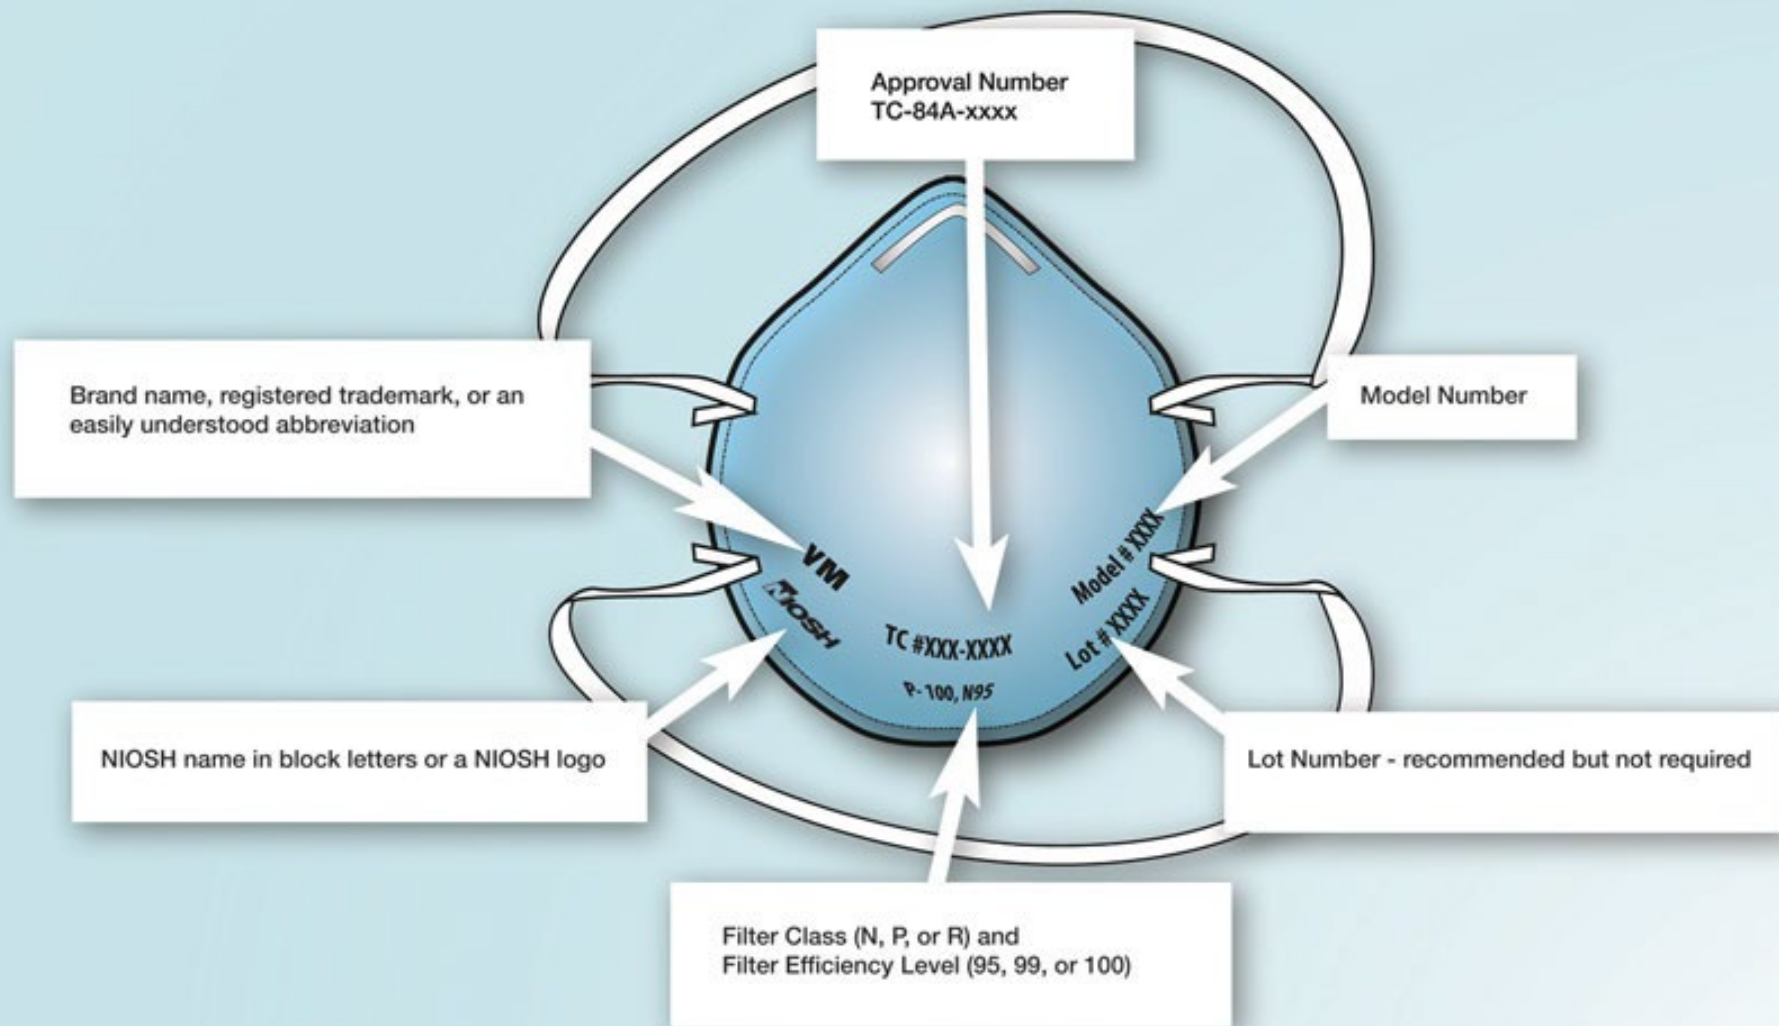 Approval Number
TC-84A-xxxx
Brand name, registered trademark, or an
easily understood abbreviation
Model Number
VM
NIOSH
TC #XXX-XXXX
P-100, N95
Model # XXXX
Lot # XXXX
NIOSH name in block letters or a NIOSH logo
Lot Number - recommended but not required
Filter Class (N, P, or R) and
Filter Efficiency Level (95, 99, or 100)